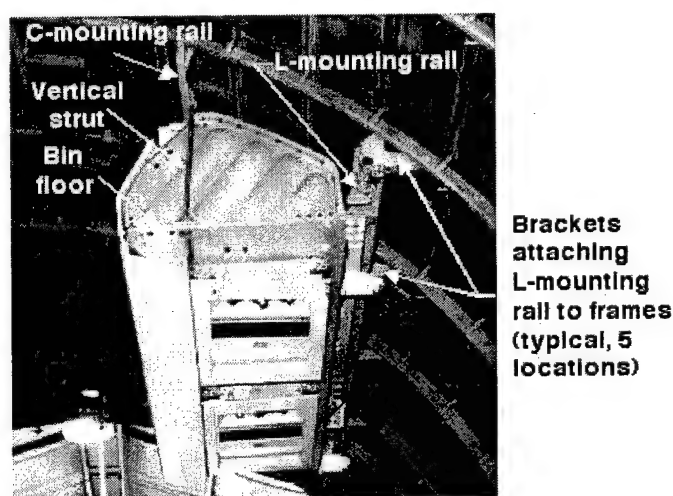 C-mounting rail
L-mounting rail
Vertical
strut
Bin
floor
Brackets
attaching
L-mounting
rail to frames
(typical, 5
locations)